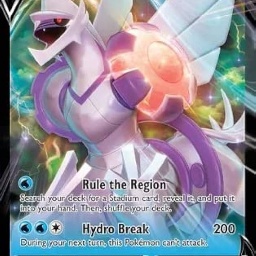 Rule the Region
Search your deck for a Stadium card, reveal it, and put it
into your hand. Then, shuffle your deck.
Hydro Break 200
During your next turn, this Pokémon can't attack.